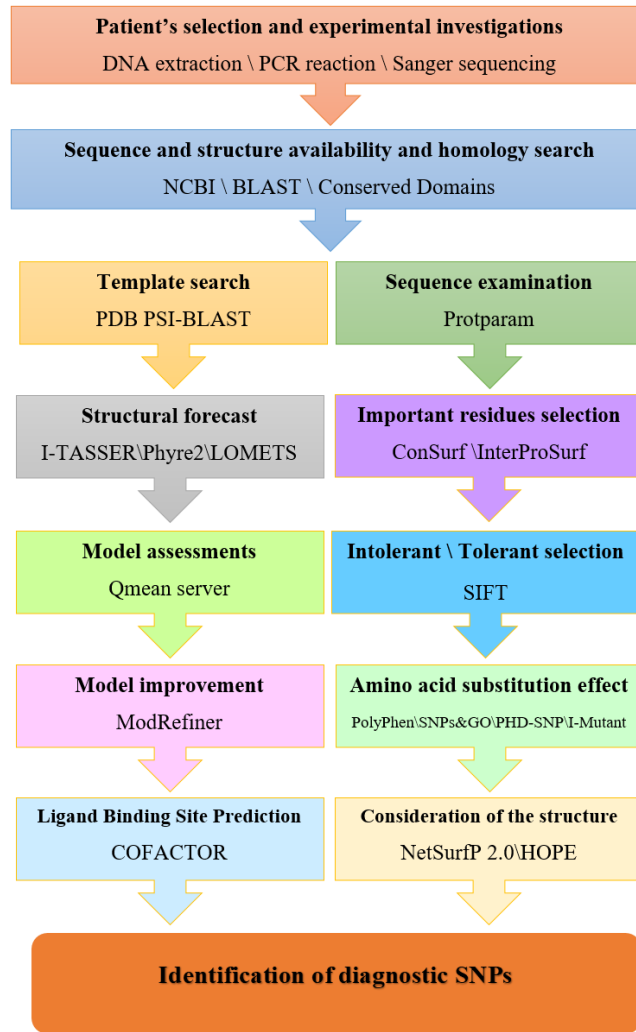 Patient’s selection and experimental investigations
DNA extraction \ PCR reaction \ Sanger sequencing
Sequence and structure availability and homology search
NCBI \ BLAST \ Conserved Domains
Template search
PDB PSI-BLAST
Sequence examination
Protparam
Structural forecast
I-TASSER\Phyre2\LOMETS
Important residues selection
ConSurf \InterProSurf
Model assessments
Qmean server
Intolerant \ Tolerant selection
SIFT
Model improvement
ModRefiner
Amino acid substitution effect
PolyPhen\SNPs&GO\PHD-SNP\I-Mutant
Ligand Binding Site Prediction
COFACTOR
Consideration of the structure
NetSurfP 2.0\HOPE
Identification of diagnostic SNPs